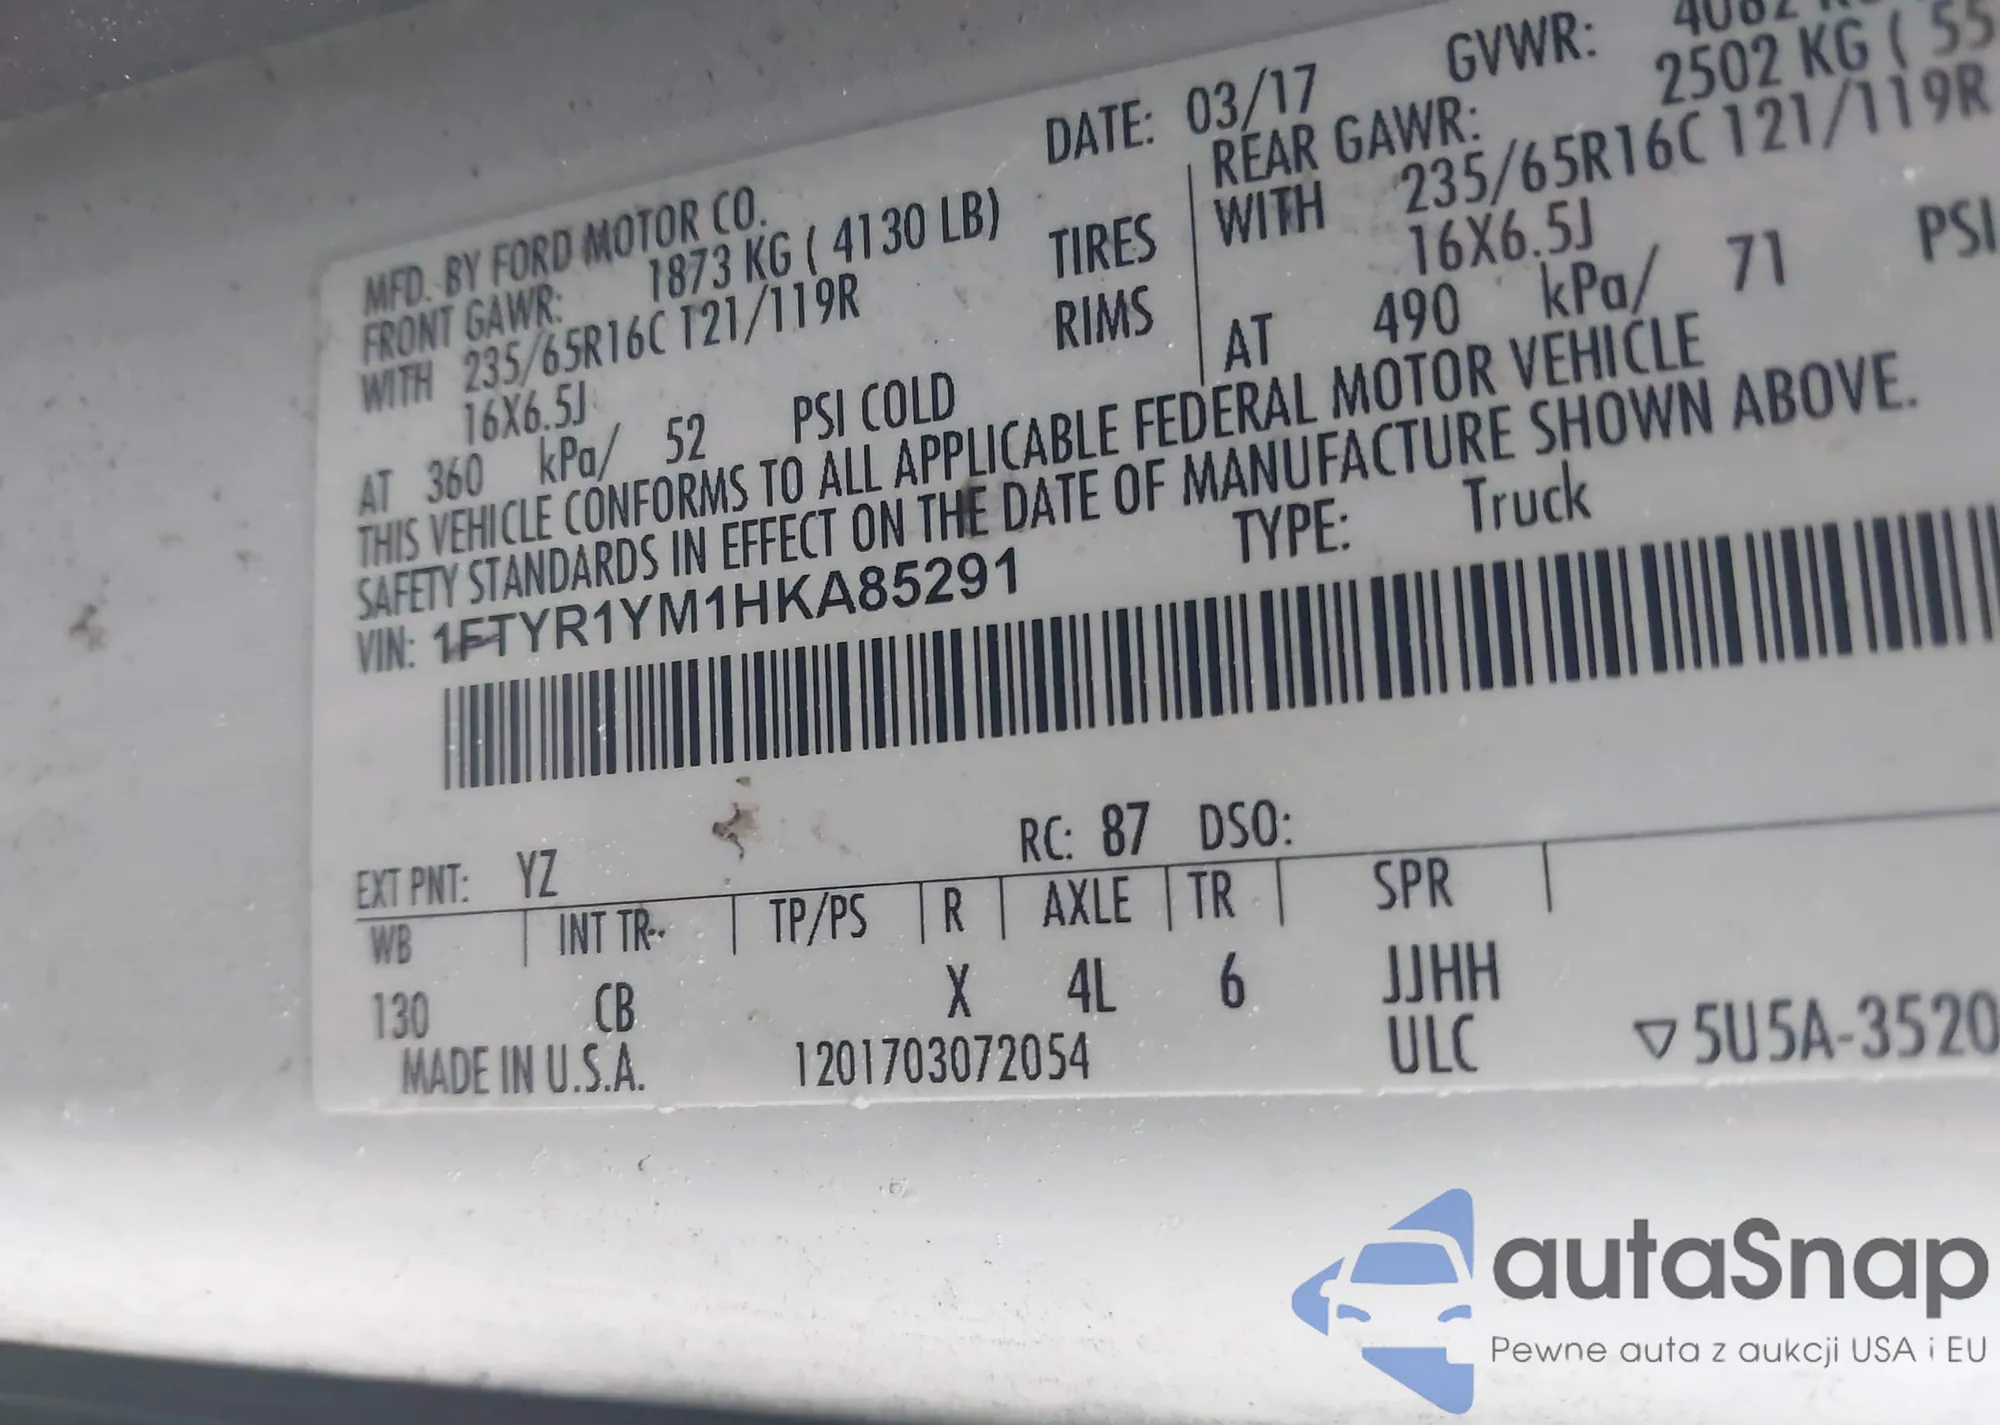 MFD. BY FORD MOTOR CO. DATE: 03/17 GVWR:
FRONT GAWR: 1873 KG ( 4130 LB) REAR GAWR: 2502 KG ( 55
WITH 235/65R16C 121/119R TIRES WITH 235/65R16C 121/119R
16X6.5J RIMS 16X6.5J
AT 360 kPa/ 52 PSI COLD AT 490 kPa/ 71 PSI
THIS VEHICLE CONFORMS TO ALL APPLICABLE FEDERAL MOTOR VEHICLE
SAFETY STANDARDS IN EFFECT ON THE DATE OF MANUFACTURE SHOWN ABOVE.
VIN: 1FTYR1YM1HKA85291 TYPE: Truck
EXT PNT: YZ RC: 87 DSO:
WB INT TR TP/PS R AXLE TR SPR
130 CB X 4L 6 JJHH
MADE IN U.S.A. 1201703072054 ULC ▽5U5A-3520
autaSnap
Pewne auta z aukcji USA i EU